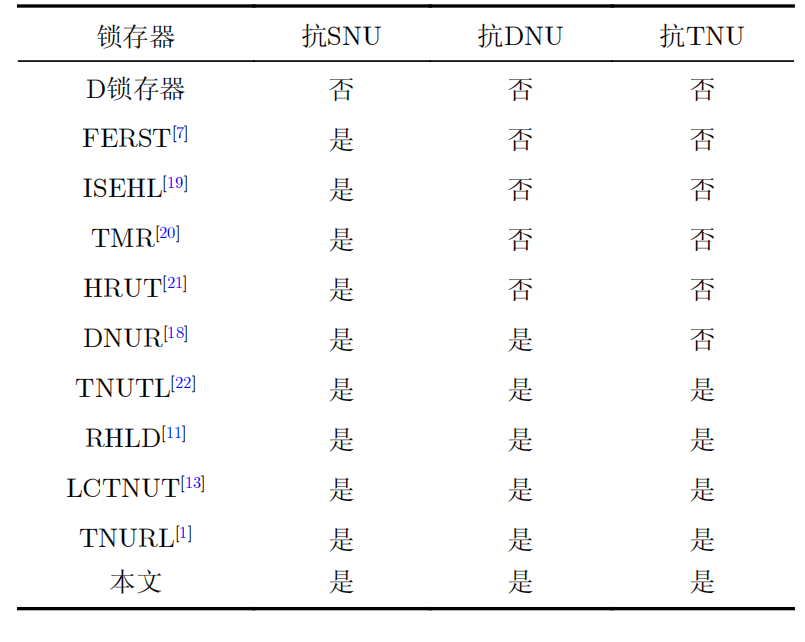 锁存器 抗SNU 抗DNU 抗TNU
D锁存器 否 否 否
FERST[7] 是 否 否
ISEHL[19] 是 否 否
TMR[20] 是 否 否
HRUT[21] 是 否 否
DNUR[18] 是 是 否
TNUTL[22] 是 是 是
RHLD[11] 是 是 是
LCTNUT[13] 是 是 是
TNURL[1] 是 是 是
本文 是 是 是